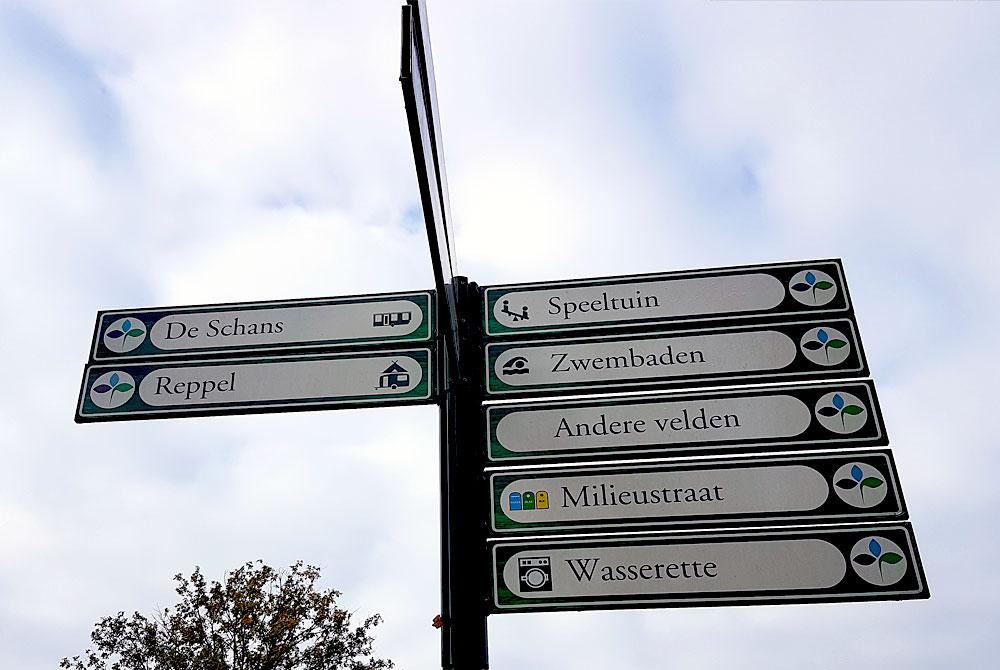 De Schans
Reppel
Speeltuin
Zwembaden
Andere velden
Milieustraat
Wasserette